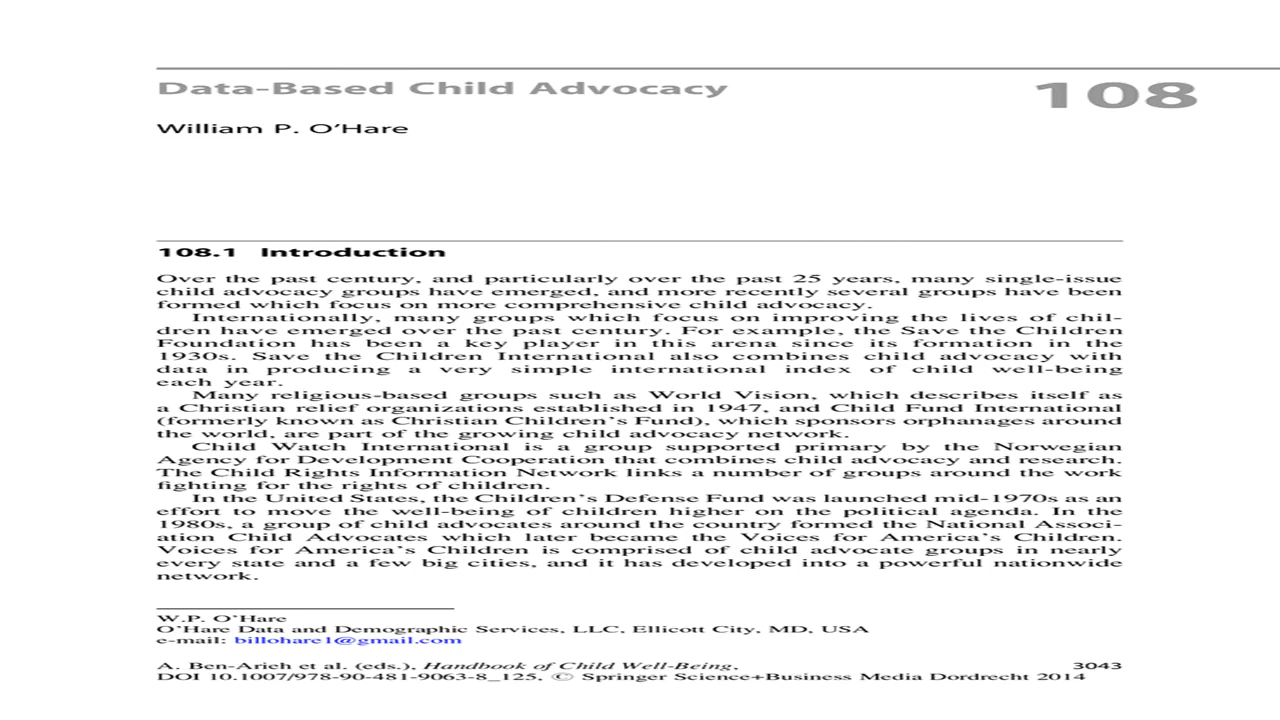 Data-Based Child Advocacy
108
William P. O'Hare
108.1 Introduction
Over the past century, and particularly over the past 25 years, many single-issue
child advocacy groups have emerged, and more recently several groups have been
formed which focus on more comprehensive child advocacy.
Internationally, many groups which focus on improving the lives of chil-
dren have emerged over the past century. For example, the Save the Children
Foundation has been a key player in this arena since its formation in the
1930s. Save the Children International also combines child advocacy with
data in producing a very simple international index of child well-being
each year.
Many religious-based groups such as World Vision, which describes itself as
a Christian relief organizations established in 1947, and Child Fund International
(formerly known as Christian Children's Fund), which sponsors orphanages around
the world, are part of the growing child advocacy network.
Child Watch International is a group supported primary by the Norwegian
Agency for Development Cooperation that combines child advocacy and research.
The Child Rights Information Network links a number of groups around the work
fighting for the rights of children.
In the United States, the Children's Defense Fund was launched mid-1970s as an
effort to move the well-being of children higher on the political agenda. In the
1980s, a group of child advocates around the country formed the National Associ-
ation Child Advocates which later became the Voices for America's Children.
Voices for America's Children is comprised of child advocate groups in nearly
every state and a few big cities, and it has developed into a powerful nationwide
network.
W.P. O'Hare
O'Hare Data and Demographic Services, LLC, Ellicott City, MD, USA
e-mail: billohare1@gmail.com
A. Ben-Arieh et al. (eds.), Handbook of Child Well-Being,
3043
DOI 10.1007/978-90-481-9063-8_125, © Springer Science+Business Media Dordrecht 2014